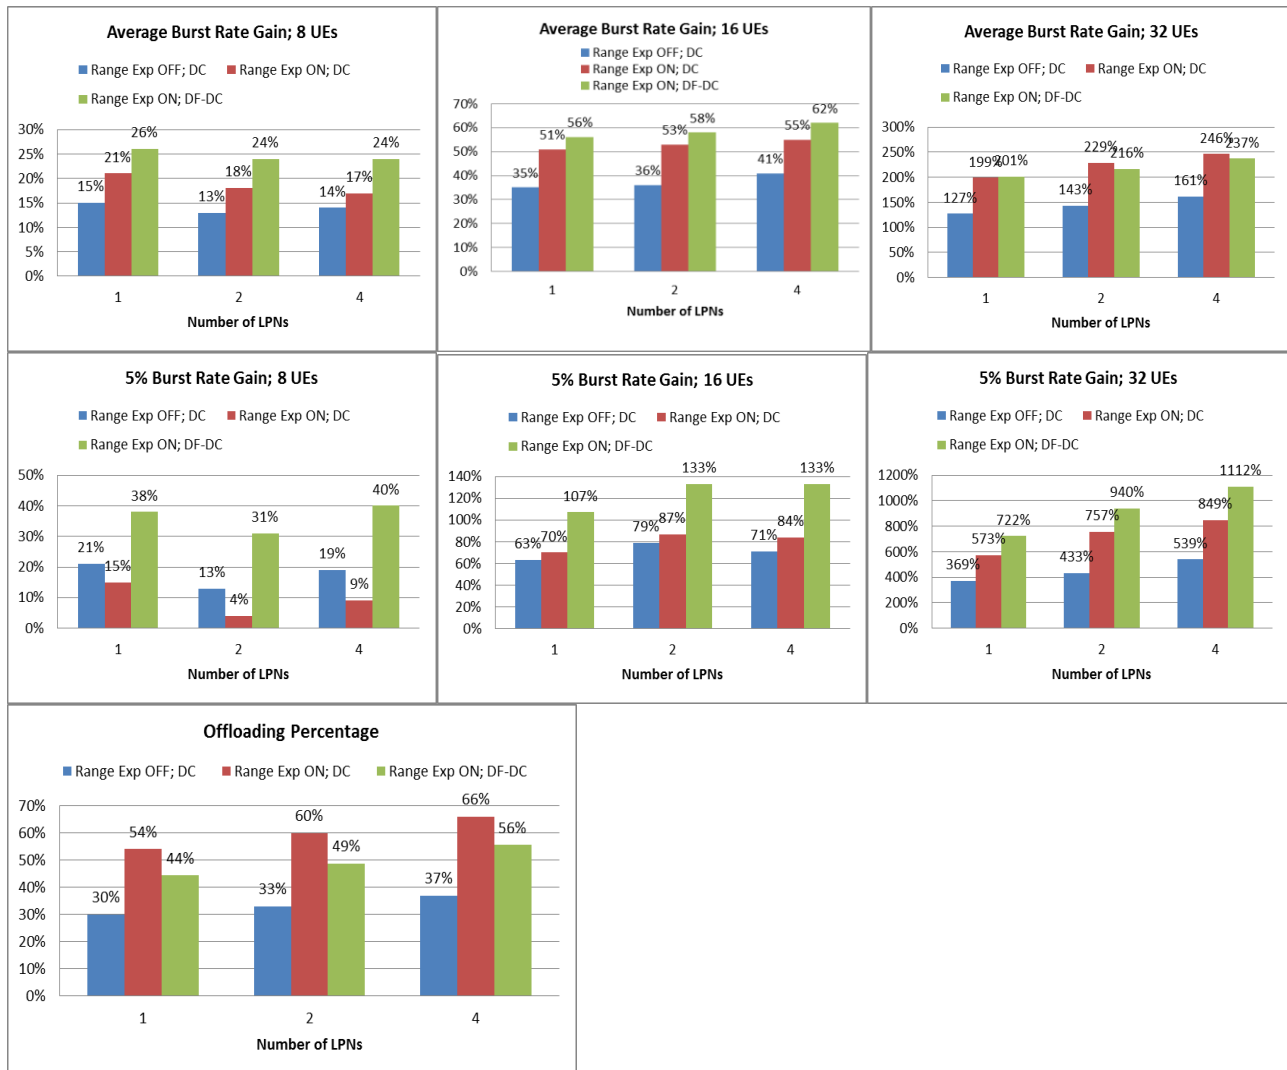 Average Burst Rate Gain; 8 UEs
Range Exp OFF; DC Range Exp ON; DC
Range Exp ON; DF-DC
30%
25%
20%
15%
10%
5%
0%
15% 21% 26%
13% 18% 24%
14% 17% 24%
1 2 4
Number of LPNs
Average Burst Rate Gain; 16 UEs
Range Exp OFF; DC
Range Exp ON; DC
Range Exp ON; DF-DC
70%
60%
50%
40%
30%
20%
10%
0%
35% 51% 56%
36% 53% 58%
41% 55% 62%
1 2 4
Number of LPNs
Average Burst Rate Gain; 32 UEs
Range Exp OFF; DC Range Exp ON; DC
Range Exp ON; DF-DC
300%
250%
200%
150%
100%
50%
0%
127% 199% 201%
143% 229% 216%
161% 246% 237%
1 2 4
Number of LPNs
5% Burst Rate Gain; 8 UEs
Range Exp OFF; DC Range Exp ON; DC
Range Exp ON; DF-DC
50%
40%
30%
20%
10%
0%
21% 15% 38%
13% 4% 31%
19% 9% 40%
1 2 4
Number of LPNs
5% Burst Rate Gain; 16 UEs
Range Exp OFF; DC Range Exp ON; DC
Range Exp ON; DF-DC
140%
120%
100%
80%
60%
40%
20%
0%
63% 70% 107%
79% 87% 133%
71% 84% 133%
1 2 4
Number of LPNs
5% Burst Rate Gain; 32 UEs
Range Exp OFF; DC Range Exp ON; DC
Range Exp ON; DF-DC
1200%
1000%
800%
600%
400%
200%
0%
369% 573% 722%
433% 757% 940%
539% 849% 1112%
1 2 4
Number of LPNs
Offloading Percentage
Range Exp OFF; DC Range Exp ON; DC Range Exp ON; DF-DC
70%
60%
50%
40%
30%
20%
10%
0%
30% 54% 44%
33% 60% 49%
37% 66% 56%
1 2 4
Number of LPNs